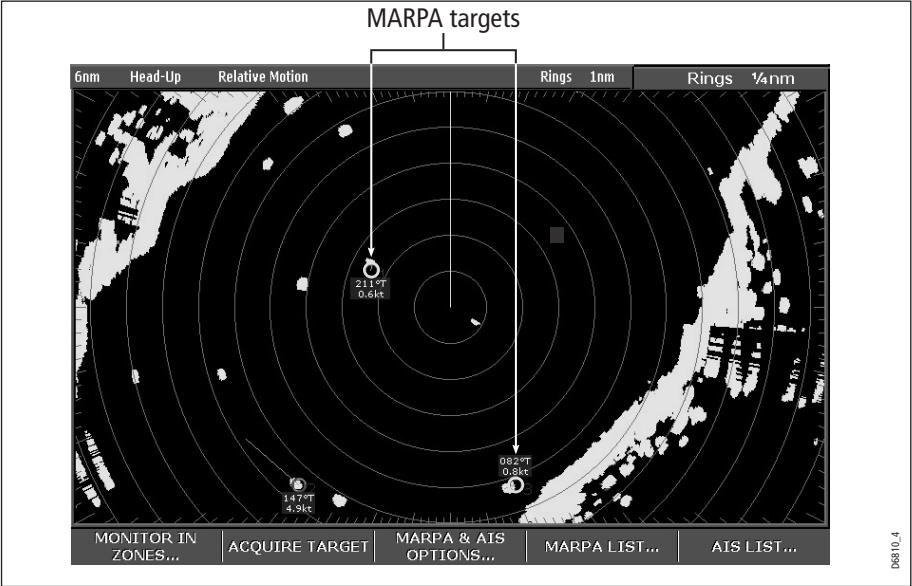 MARPA targets
6nm Head-Up Relative Motion Rings 1nm Rings ¼nm
211°T
0.6kt
082°T
0.8kt
147°T
4.9kt
MONITOR IN
ZONES...
ACQUIRE TARGET
MARPA & AIS
OPTIONS...
MARPA LIST...
AIS LIST...
D6810_4